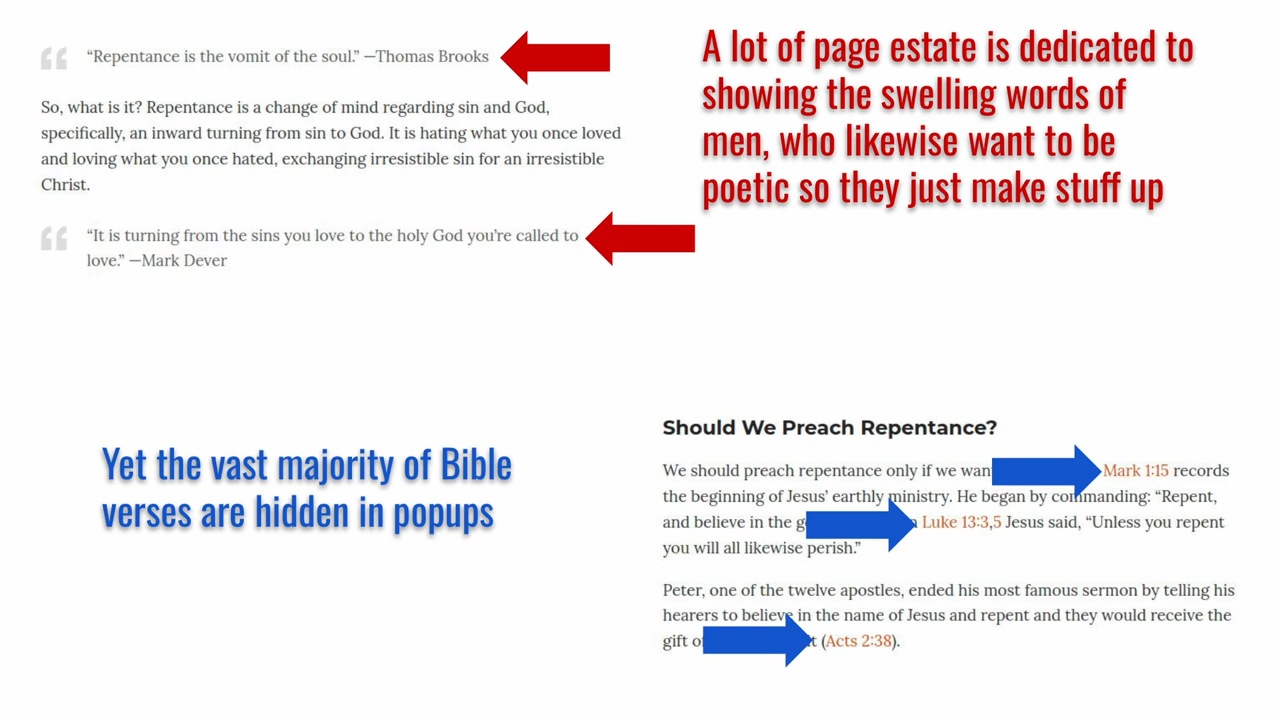 “Repentance is the vomit of the soul.” —Thomas Brooks
So, what is it? Repentance is a change of mind regarding sin and God,
specifically, an inward turning from sin to God. It is hating what you once loved
and loving what you once hated, exchanging irresistible sin for an irresistible
Christ.
“It is turning from the sins you love to the holy God you’re called to
love.” —Mark Dever
A lot of page estate is dedicated to
showing the swelling words of
men, who likewise want to be
poetic so they just make stuff up
Yet the vast majority of Bible
verses are hidden in popups
Should We Preach Repentance?
We should preach repentance only if we Mark 1:15 records
the beginning of Jesus’ earthly ministry. He began by commanding: “Repent,
and believe in the Luke 13:3,5 Jesus said, “Unless you repent
you will all likewise perish.”
Peter, one of the twelve apostles, ended his most famous sermon by telling his
hearers to believe in the name of Jesus and repent and they would receive the
gift (Acts 2:38).